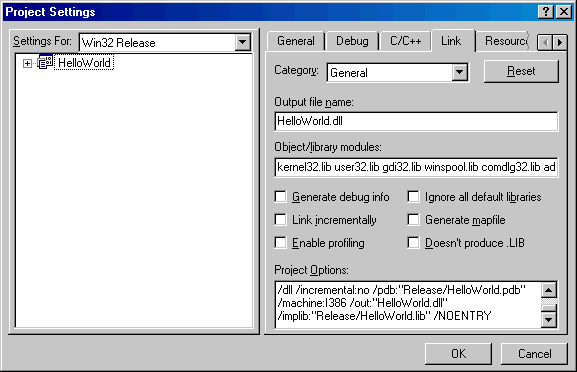 Project Settings
Settings For:
Win32 Release
HelloWorld
General
Debug
C/C++
Link
Resourc
Category:
General
Reset
Output file name:
HelloWorld.dll
Object/library modules:
kernel32.lib user32.lib gdi32.lib winspool.lib comdlg32.lib ad
Generate debug info
Ignore all default libraries
Link incrementally
Generate mapfile
Enable profiling
Doesn't produce .LIB
Project Options:
/dll /incremental:no /pdb:"Release/HelloWorld.pdb"
/machine:I386 /out:"HelloWorld.dll"
/implib:"Release/HelloWorld.lib" /NOENTRY
OK
Cancel